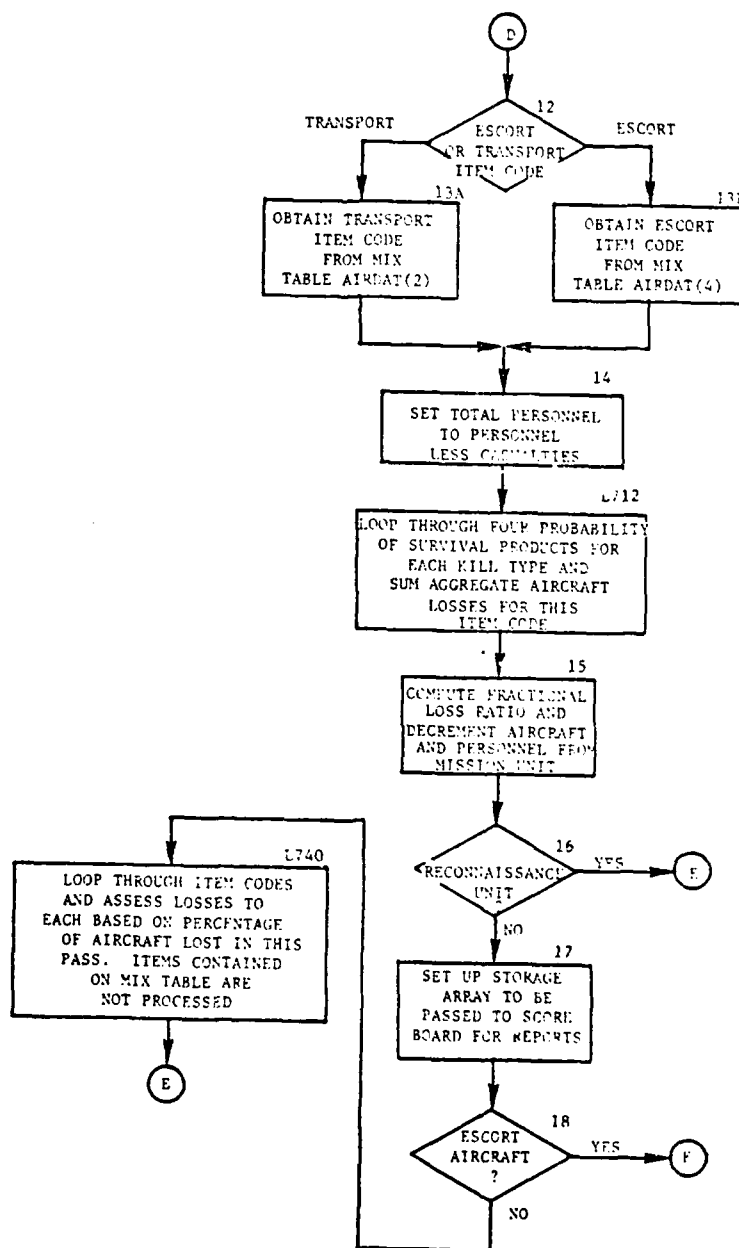 D
12
TRANSPORT
ESCORT
ESCORT
OR TRANSPORT
ITEM CODE
13A
OBTAIN TRANSPORT
ITEM CODE
FROM MIX
TABLE AIRDAT(2)
OBTAIN ESCORT
ITEM CODE
FROM MIX
TABLE AIRDAT(4)
14
SET TOTAL PERSONNEL
TO PERSONNEL
LESS CASUALTIES
L712
LOOP THROUGH FOUR PROBABILITY
OF SURVIVAL PRODUCTS FOR
EACH KILL TYPE AND
SUM AGGREGATE AIRCRAFT
LOSSES FOR THIS
ITEM CODE
15
COMPUTE FRACTIONAL
LOSS RATIO AND
DECREMENT AIRCRAFT
AND PERSONNEL FROM
MISSION UNIT
16
RECONNAISSANCE
UNIT
YES
E
NO
17
SET UP STORAGE
ARRAY TO BE
PASSED TO SCORE
BOARD FOR REPORTS
18
ESCORT
AIRCRAFT
?
YES
F
NO
L740
LOOP THROUGH ITEM CODES
AND ASSESS LOSSES TO
EACH BASED ON PERCENTAGE
OF AIRCRAFT LOST IN THIS
PASS. ITEMS CONTAINED
ON MIX TABLE ARE
NOT PROCESSED
E